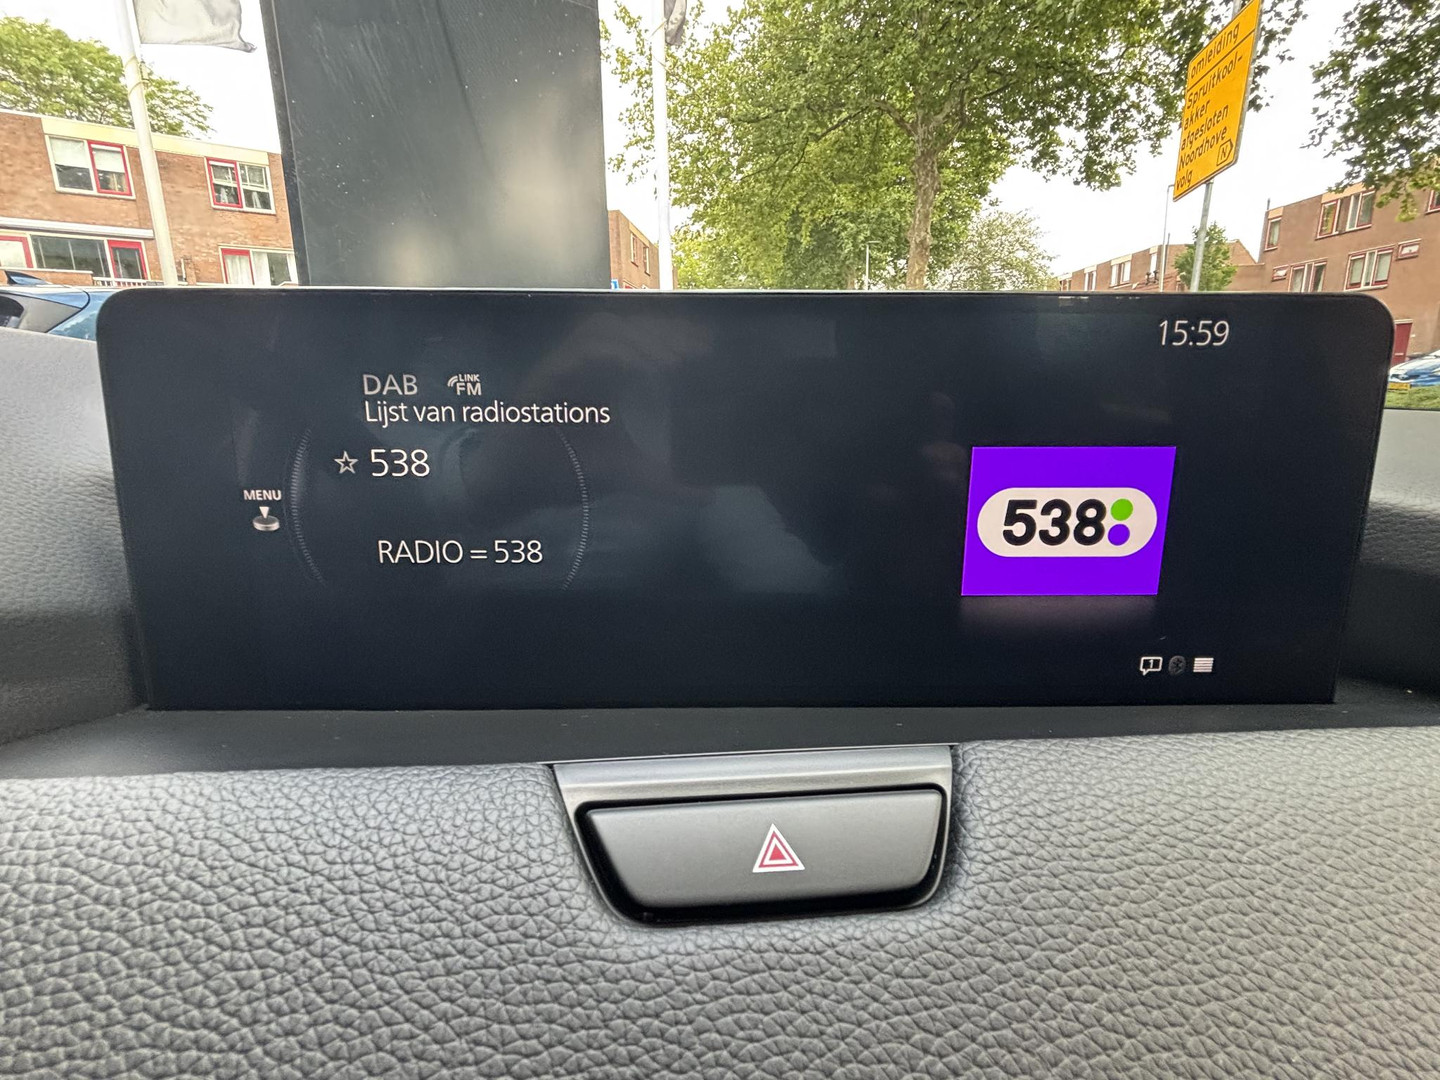 omleiding
Spruitkool-
akker
afgesloten
Noordhove
volg N
15:59
DAB LINK FM
Lijst van radiostations
538
MENU
RADIO = 538
538
1